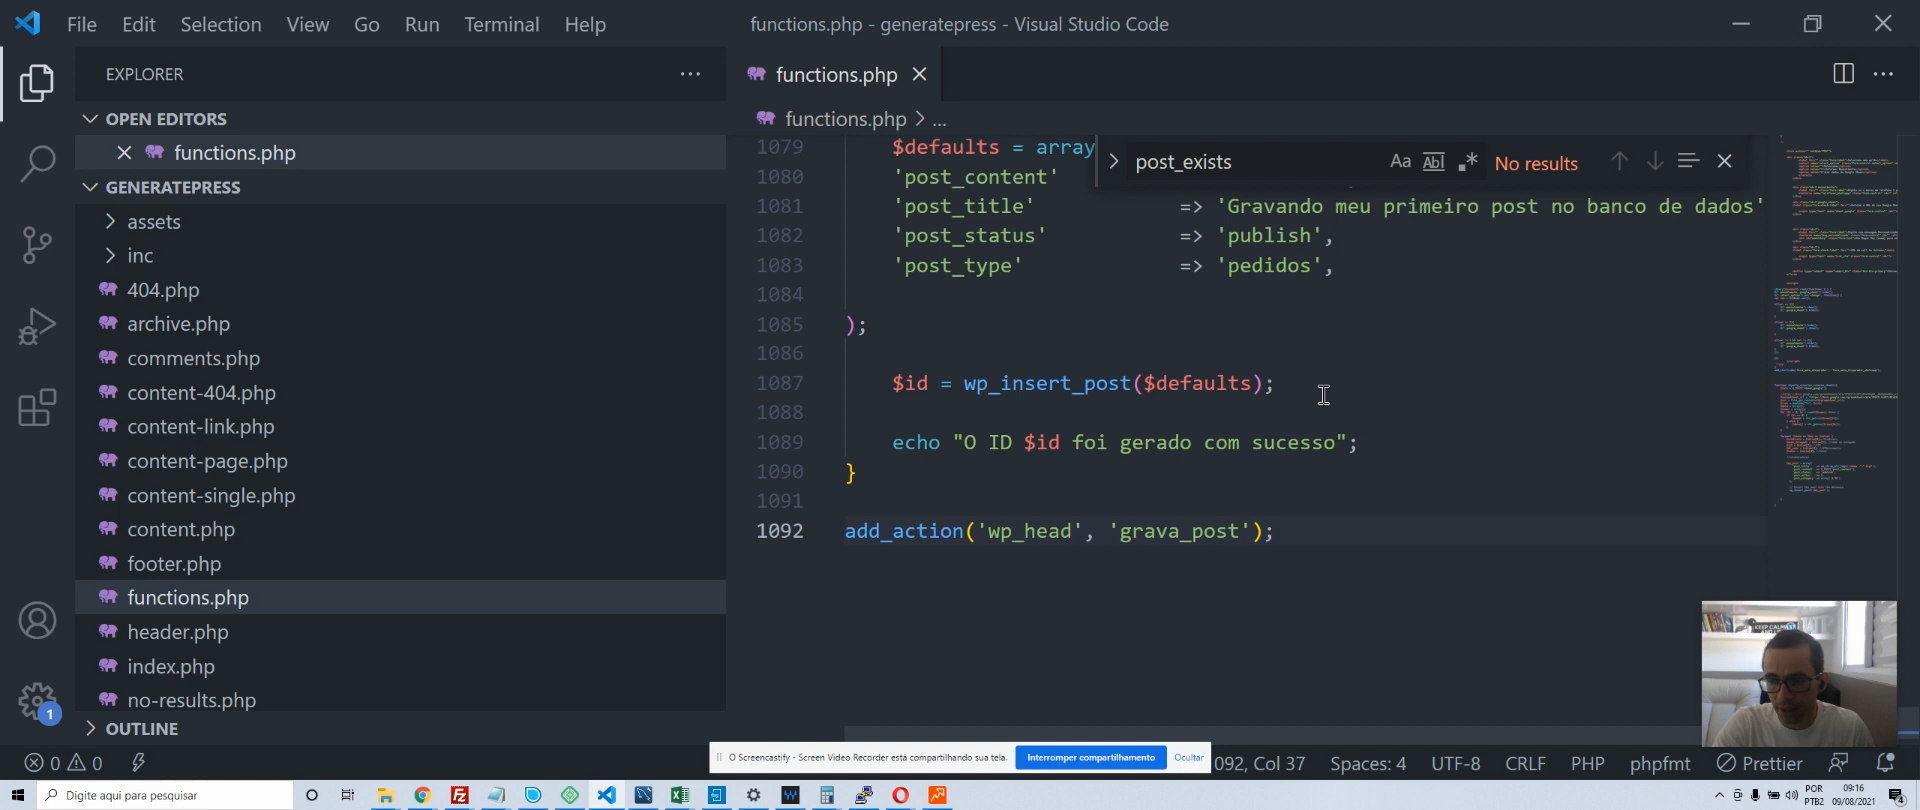 File Edit Selection View Go Run Terminal Help functions.php - generatepress - Visual Studio Code
EXPLORER
functions.php
OPEN EDITORS
functions.php > ...
functions.php
GENERATEPRESS
assets
inc
404.php
archive.php
comments.php
content-404.php
content-link.php
content-page.php
content-single.php
content.php
footer.php
functions.php
header.php
index.php
no-results.php
OUTLINE
post_exists Aa Abl .* No results
1079 $defaults = array
1080 'post_content'
1081 'post_title' => 'Gravando meu primeiro post no banco de dados'
1082 'post_status' => 'publish',
1083 'post_type' => 'pedidos',
1084
1085 );
1086
1087 $id = wp_insert_post($defaults);
1088
1089 echo "O ID $id foi gerado com sucesso";
1090 }
1091
1092 add_action('wp_head', 'grava_post');
1
O Screencastify - Screen Video Recorder está compartilhando sua tela. Interromper compartilhamento Ocultar
0 0 092, Col 37 Spaces: 4 UTF-8 CRLF PHP phpfmt Prettier
Digite aqui para pesquisar
POR 09:16
PTB2 09/08/2021 4